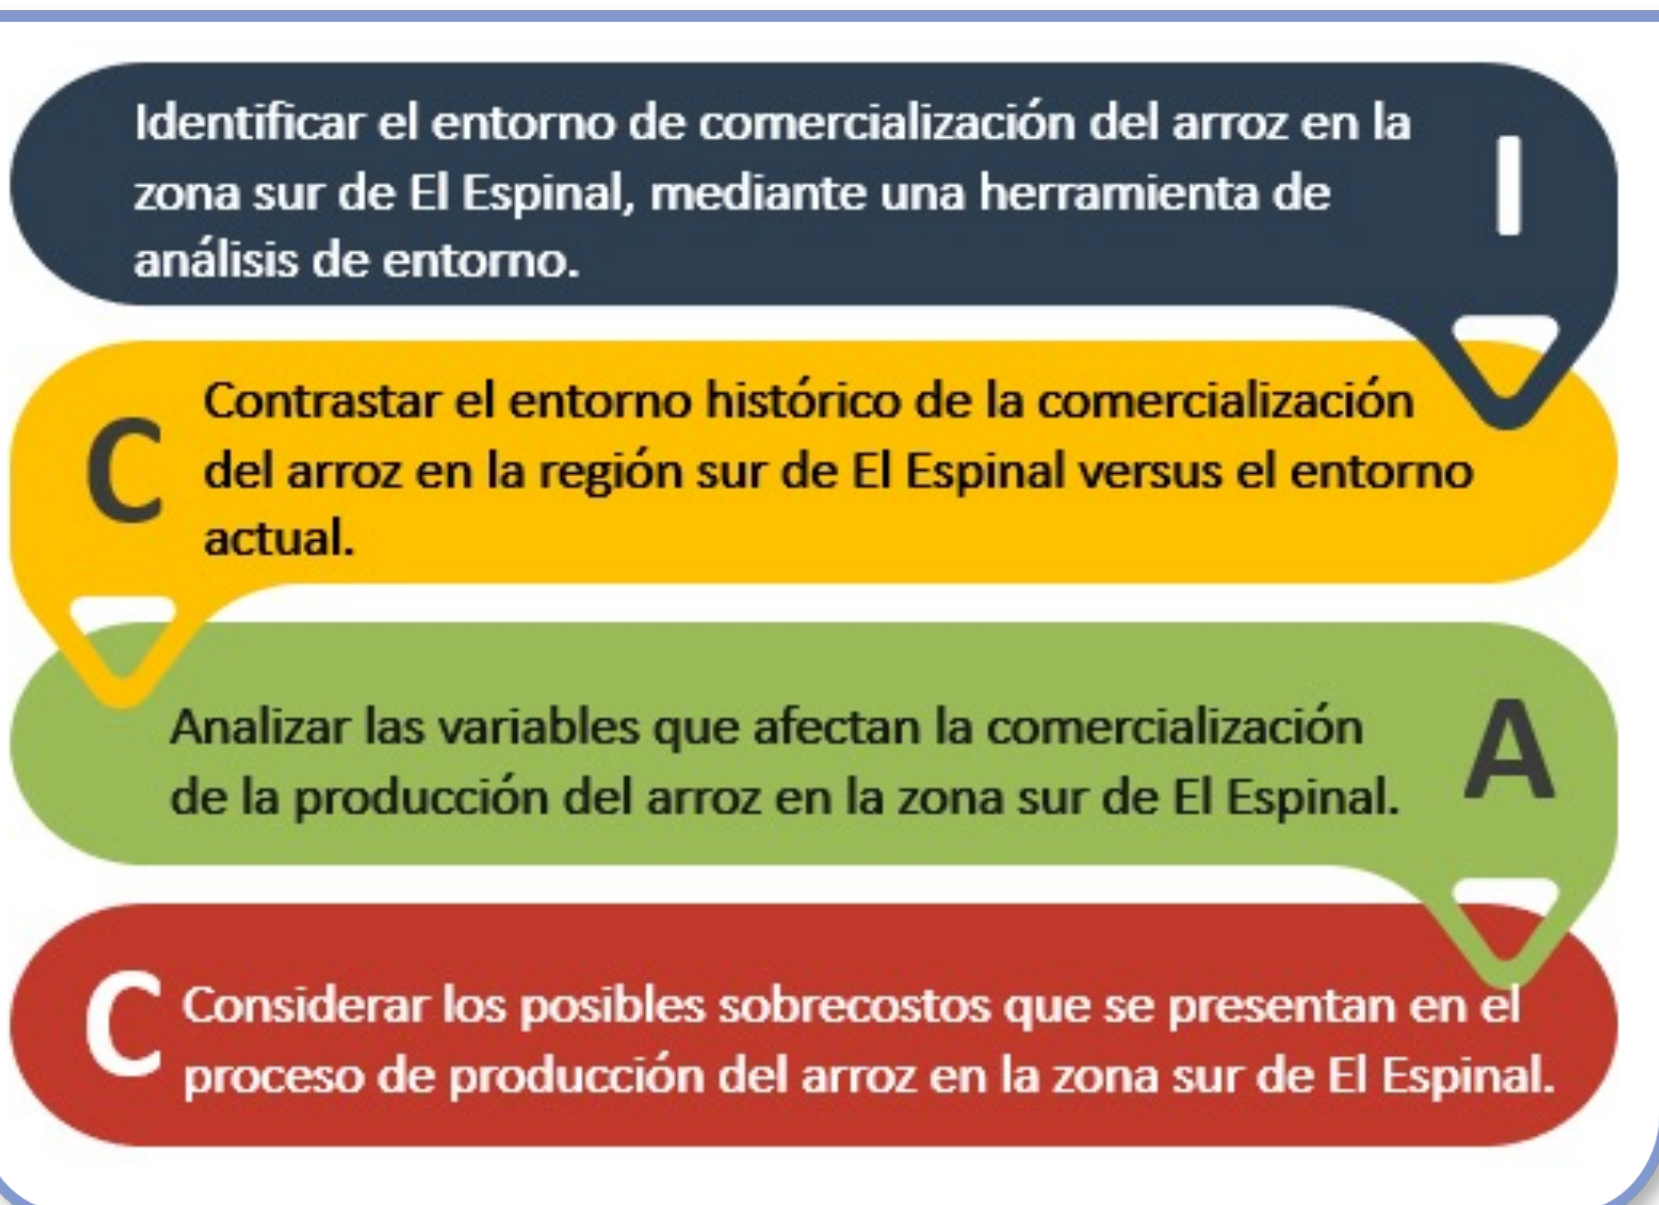 Identificar el entorno de comercialización del arroz en la
zona sur de El Espinal, mediante una herramienta de
análisis de entorno.
I
C
Contrastar el entorno histórico de la comercialización
del arroz en la región sur de El Espinal versus el entorno
actual.
Analizar las variables que afectan la comercialización
de la producción del arroz en la zona sur de El Espinal.
A
C
Considerar los posibles sobrecostos que se presentan en el
proceso de producción del arroz en la zona sur de El Espinal.